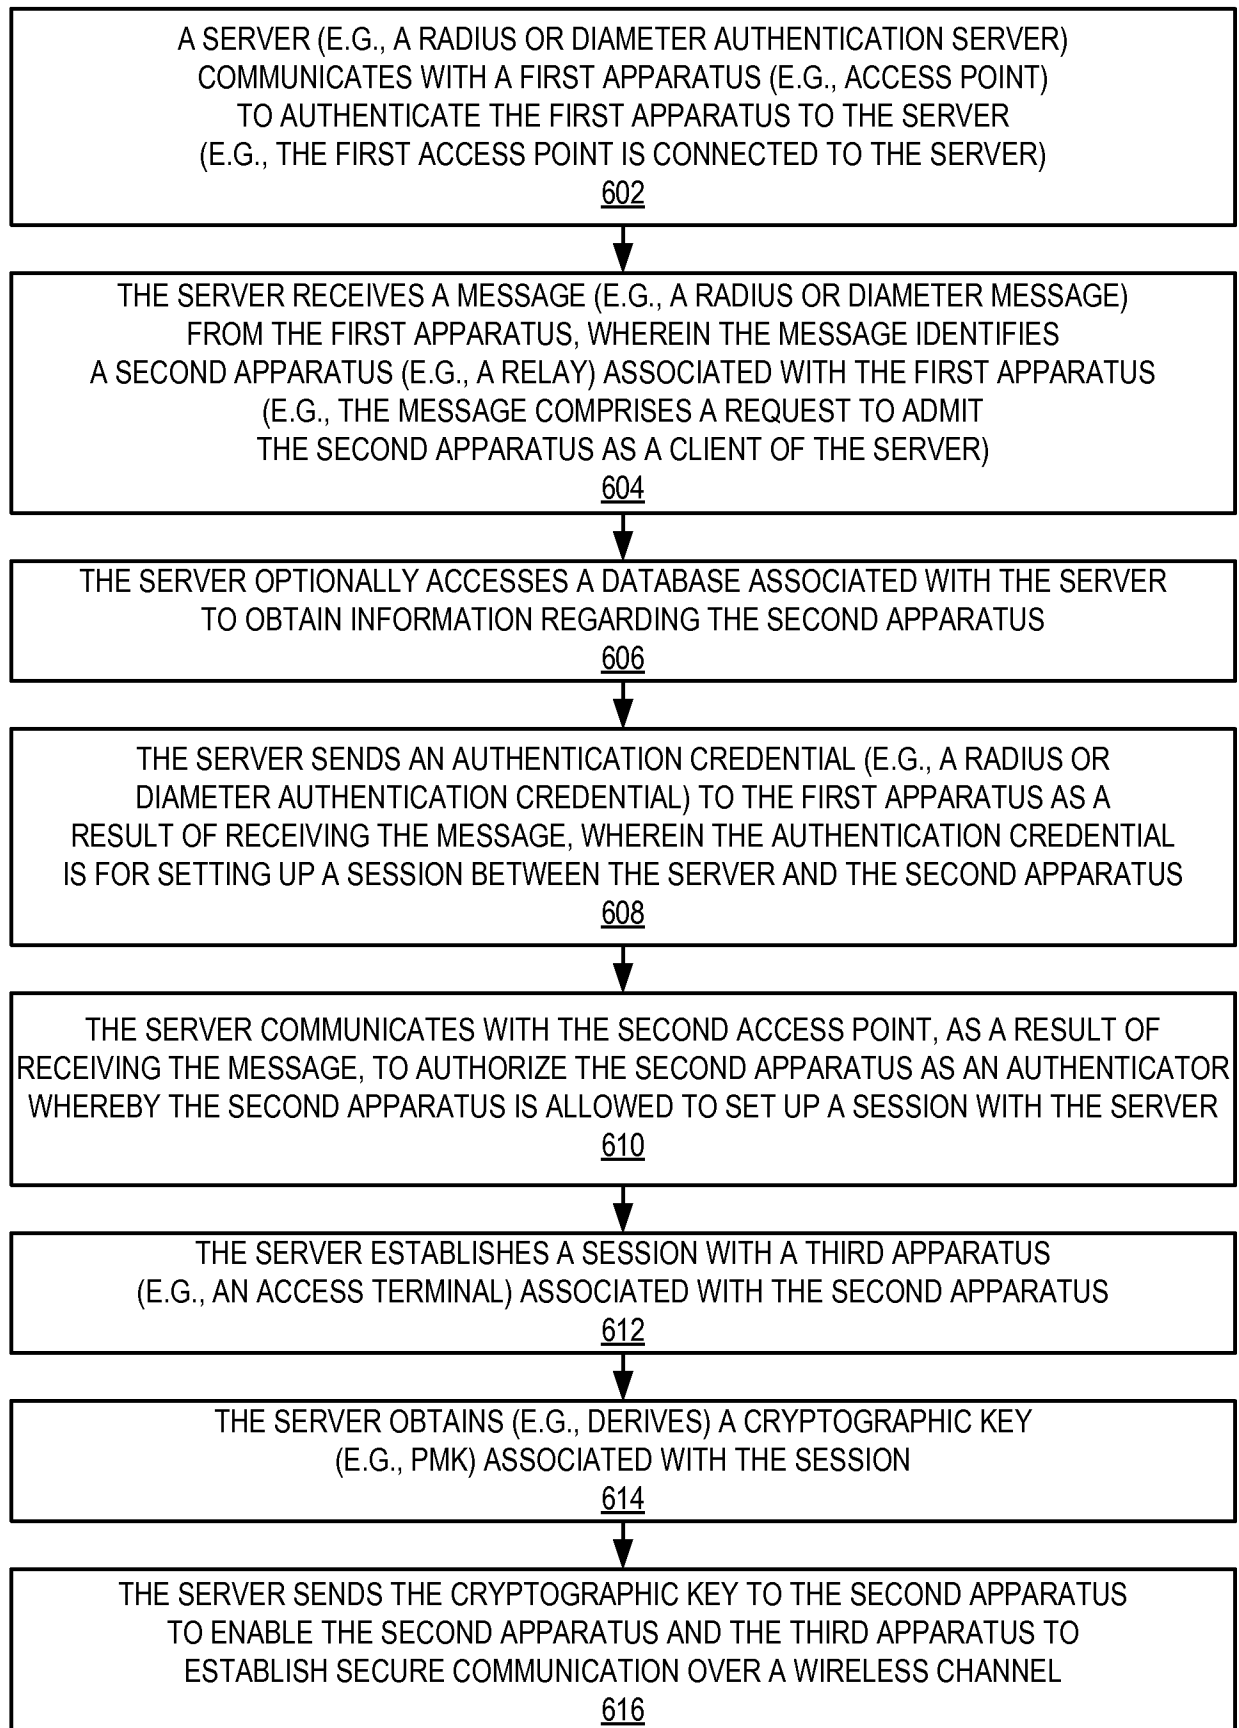 A SERVER (E.G., A RADIUS OR DIAMETER AUTHENTICATION SERVER)
COMMUNICATES WITH A FIRST APPARATUS (E.G., ACCESS POINT)
TO AUTHENTICATE THE FIRST APPARATUS TO THE SERVER
(E.G., THE FIRST ACCESS POINT IS CONNECTED TO THE SERVER)
602
THE SERVER RECEIVES A MESSAGE (E.G., A RADIUS OR DIAMETER MESSAGE)
FROM THE FIRST APPARATUS, WHEREIN THE MESSAGE IDENTIFIES
A SECOND APPARATUS (E.G., A RELAY) ASSOCIATED WITH THE FIRST APPARATUS
(E.G., THE MESSAGE COMPRISES A REQUEST TO ADMIT
THE SECOND APPARATUS AS A CLIENT OF THE SERVER)
604
THE SERVER OPTIONALLY ACCESSES A DATABASE ASSOCIATED WITH THE SERVER
TO OBTAIN INFORMATION REGARDING THE SECOND APPARATUS
606
THE SERVER SENDS AN AUTHENTICATION CREDENTIAL (E.G., A RADIUS OR
DIAMETER AUTHENTICATION CREDENTIAL) TO THE FIRST APPARATUS AS A
RESULT OF RECEIVING THE MESSAGE, WHEREIN THE AUTHENTICATION CREDENTIAL
IS FOR SETTING UP A SESSION BETWEEN THE SERVER AND THE SECOND APPARATUS
608
THE SERVER COMMUNICATES WITH THE SECOND ACCESS POINT, AS A RESULT OF
RECEIVING THE MESSAGE, TO AUTHORIZE THE SECOND APPARATUS AS AN AUTHENTICATOR
WHEREBY THE SECOND APPARATUS IS ALLOWED TO SET UP A SESSION WITH THE SERVER
610
THE SERVER ESTABLISHES A SESSION WITH A THIRD APPARATUS
(E.G., AN ACCESS TERMINAL) ASSOCIATED WITH THE SECOND APPARATUS
612
THE SERVER OBTAINS (E.G., DERIVES) A CRYPTOGRAPHIC KEY
(E.G., PMK) ASSOCIATED WITH THE SESSION
614
THE SERVER SENDS THE CRYPTOGRAPHIC KEY TO THE SECOND APPARATUS
TO ENABLE THE SECOND APPARATUS AND THE THIRD APPARATUS TO
ESTABLISH SECURE COMMUNICATION OVER A WIRELESS CHANNEL
616